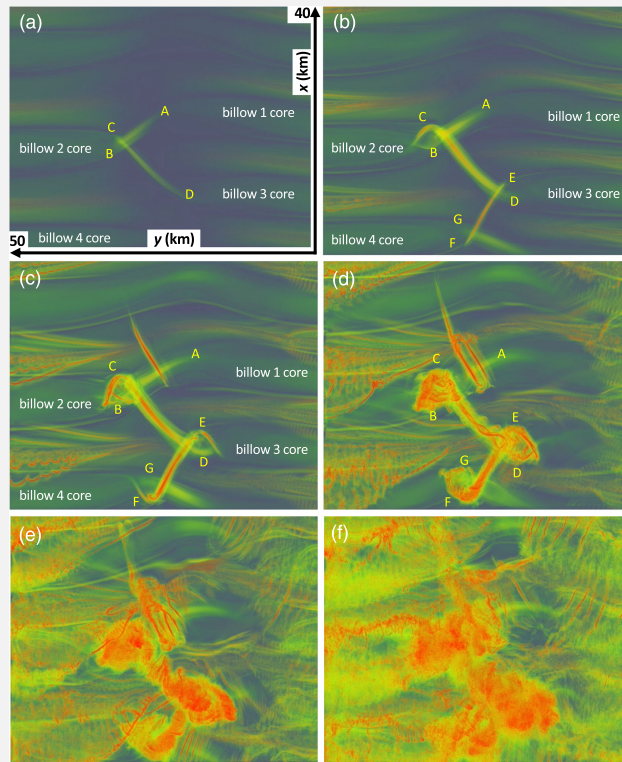 (a)
40
x (km)
(b)
A
billow 1 core
C
billow 2 core
B
D
billow 3 core
50
billow 4 core
y (km)
A
billow 1 core
C
billow 2 core
B
E
D
billow 3 core
G
billow 4 core
F
(c)
A
billow 1 core
C
billow 2 core
B
E
billow 3 core
D
G
billow 4 core
F
(d)
A
C
B
E
G
D
F
(e)
(f)